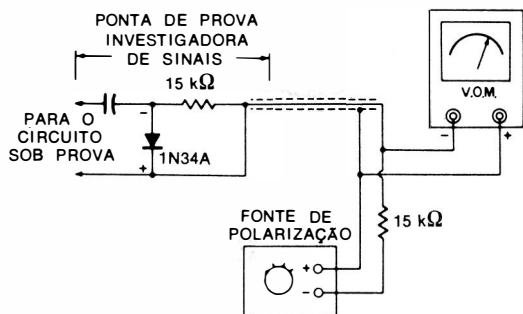 PONTA DE PROVA
INVESTIGADORA
DE SINAIS
15 kΩ
PARA O
CIRCUITO
SOB PROVA
-
+
1N34A
V.O.M.
-
+
15 kΩ
FONTE DE
POLARIZAÇÃO
+
-